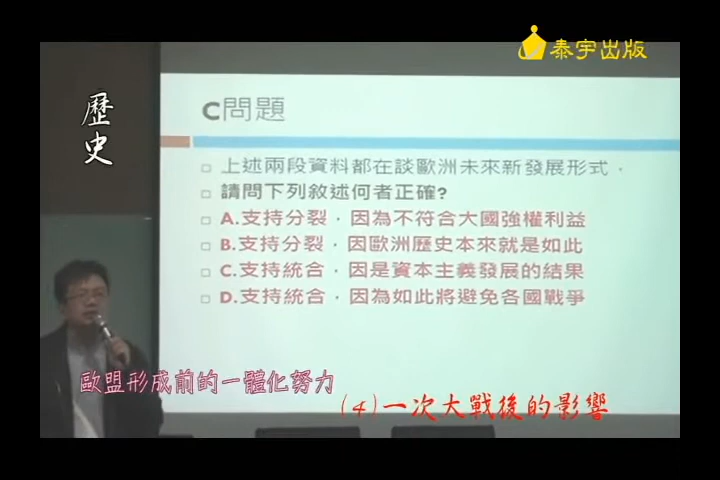 泰宇出版
歷史
C問題
上述兩段資料都在談歐洲未來新發展形式，
請問下列敘述何者正確?
A.支持分裂，因為不符合大國強權利益
B.支持分裂，因歐洲歷史本來就是如此
C.支持統合，因是資本主義發展的結果
D.支持統合，因為如此將避免各國戰爭
歐盟形成前的一體化努力
(4)一次大戰後的影響